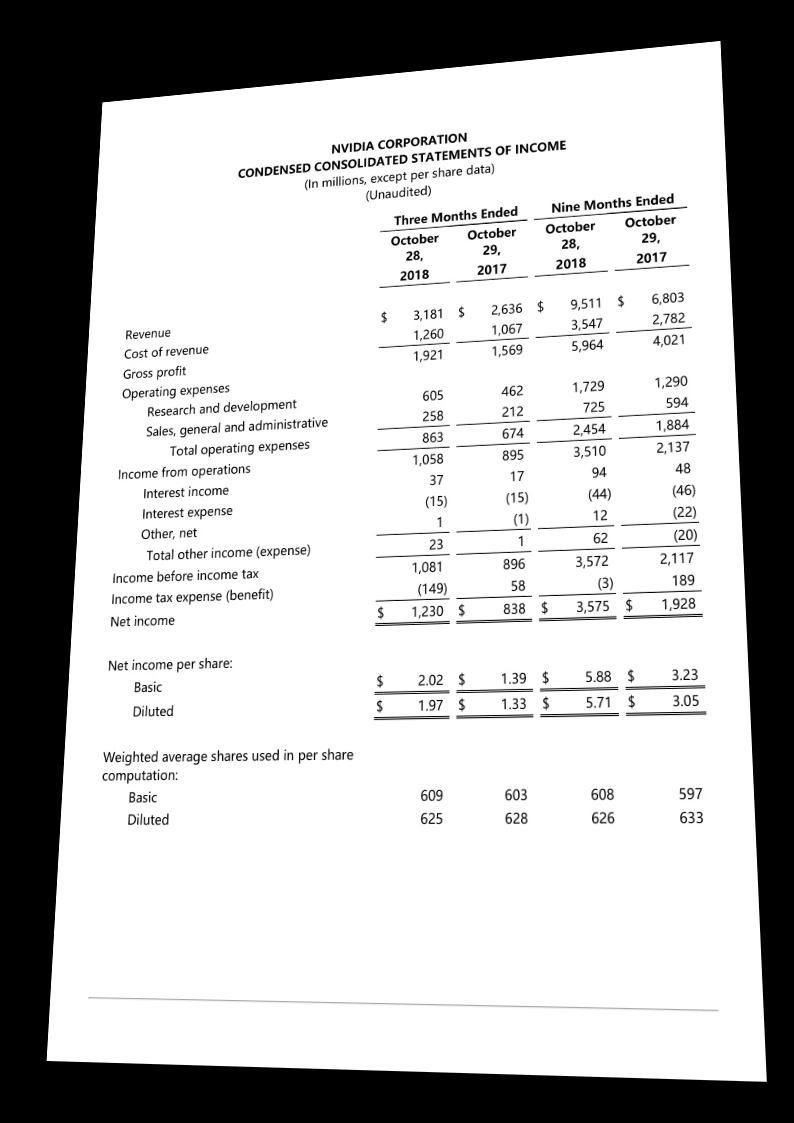 NVIDIA CORPORATION
CONDENSED CONSOLIDATED STATEMENTS OF INCOME
(In millions, except per share data)
(Unaudited)
Three Months Ended Nine Months Ended
October October October October
28, 29, 28, 29,
2018 2017 2018 2017
Revenue $ 3,181 $ 2,636 $ 9,511 $ 6,803
Cost of revenue 1,260 1,067 3,547 2,782
Gross profit 1,921 1,569 5,964 4,021
Operating expenses
Research and development 605 462 1,729 1,290
Sales, general and administrative 258 212 725 594
Total operating expenses 863 674 2,454 1,884
Income from operations 1,058 895 3,510 2,137
Interest income 37 17 94 48
Interest expense (15) (15) (44) (46)
Other, net 1 (1) 12 (22)
Total other income (expense) 23 1 62 (20)
Income before income tax 1,081 896 3,572 2,117
Income tax expense (benefit) (149) 58 (3) 189
Net income $ 1,230 $ 838 $ 3,575 $ 1,928
Net income per share:
Basic $ 2.02 $ 1.39 $ 5.88 $ 3.23
Diluted $ 1.97 $ 1.33 $ 5.71 $ 3.05
Weighted average shares used in per share
computation:
Basic 609 603 608 597
Diluted 625 628 626 633